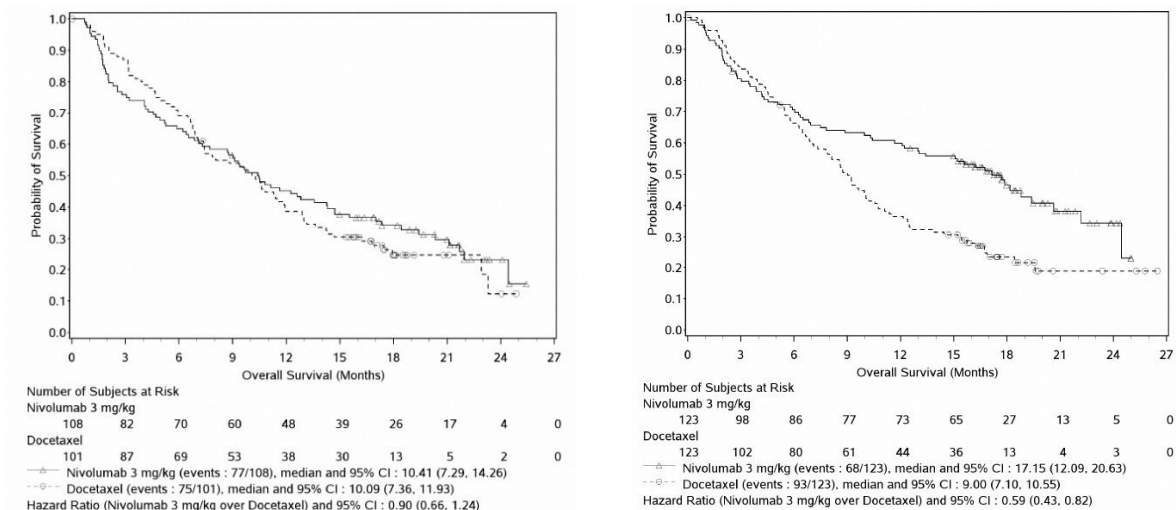 1.0
0.9
0.8
0.7
0.6
0.5
0.4
0.3
0.2
0.1
0.0
Probability of Survival
0 3 6 9 12 15 18 21 24 27
Overall Survival (Months)
Number of Subjects at Risk
Nivolumab 3 mg/kg
108 82 70 60 48 39 26 17 4 0
Docetaxel
101 87 69 53 38 30 13 5 2 0
Nivolumab 3 mg/kg (events : 77/108), median and 95% CI : 10.41 (7.29, 14.26)
Docetaxel (events : 75/101), median and 95% CI : 10.09 (7.36, 11.93)
Hazard Ratio (Nivolumab 3 mg/kg over Docetaxel) and 95% CI : 0.90 (0.66, 1.24)
1.0
0.9
0.8
0.7
0.6
0.5
0.4
0.3
0.2
0.1
0.0
Probability of Survival
0 3 6 9 12 15 18 21 24 27
Overall Survival (Months)
Number of Subjects at Risk
Nivolumab 3 mg/kg
123 98 86 77 73 65 27 13 5 0
Docetaxel
123 102 80 61 44 36 13 4 3 0
Nivolumab 3 mg/kg (events : 68/123), median and 95% CI : 17.15 (12.09, 20.63)
Docetaxel (events : 93/123), median and 95% CI : 9.00 (7.10, 10.55)
Hazard Ratio (Nivolumab 3 mg/kg over Docetaxel) and 95% CI : 0.59 (0.43, 0.82)